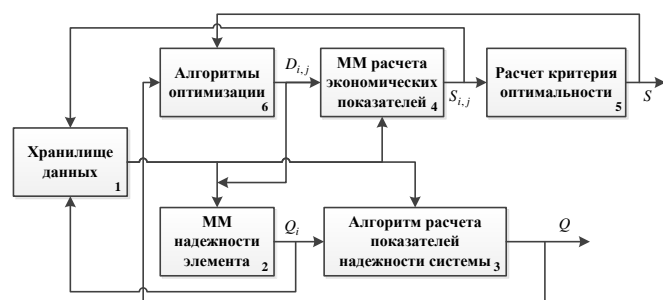 Алгоритмы
оптимизации
6
D_{i,j}
ММ расчета
экономических
показателей
4
S_{i,j}
Расчет критерия
оптимальности
5
S
Хранилище
данных
1
ММ
надежности
элемента
2
Q_i
Алгоритм расчета
показателей
надежности системы
3
Q